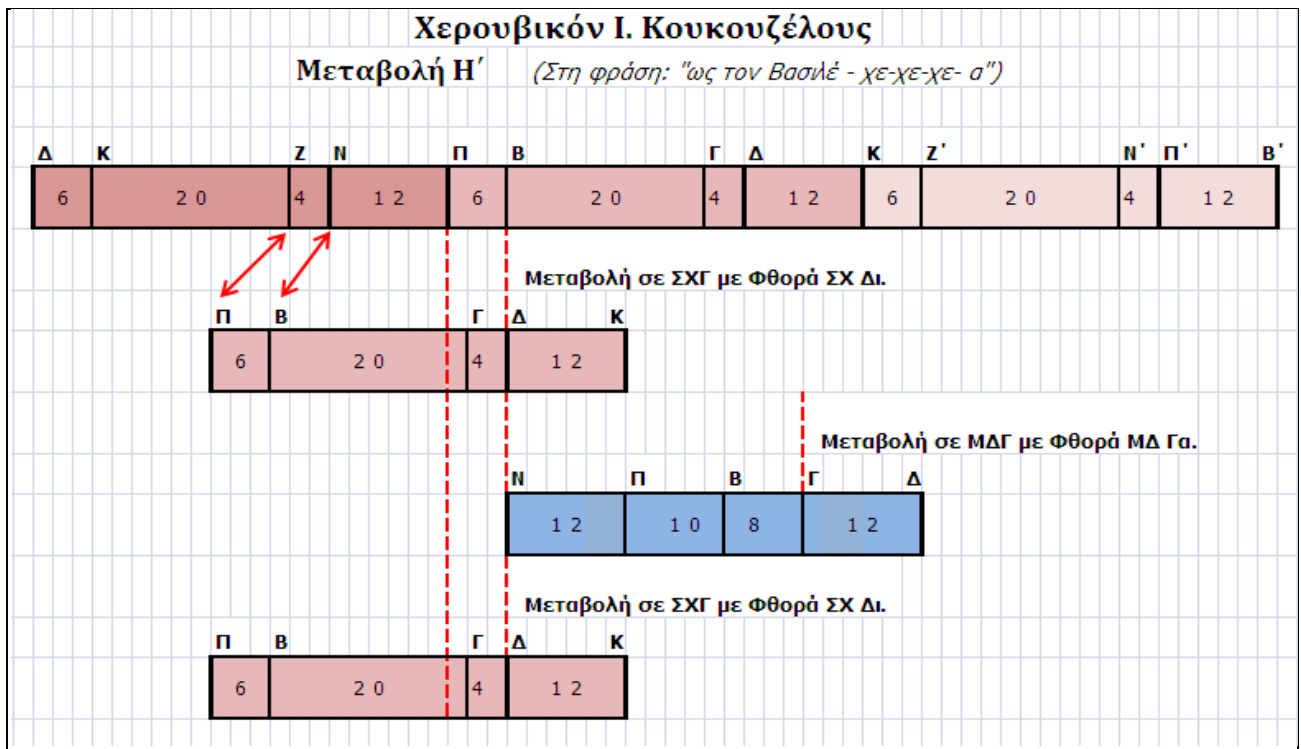 Χερουβικόν Ι. Κουκουζέλους
Μεταβολή Η΄ (Στη φράση: "ως τον Βασιλέ - χε-χε-χε- α")
Δ Κ Ζ Ν Π Β Γ Δ Κ Ζ΄ Ν΄ Π΄ Β΄
6 20 4 12 6 20 4 12 6 20 4 12
Μεταβολή σε ΣΧΓ με Φθορά ΣΧ Δι.
Π Β Γ Δ Κ
6 20 4 12
Μεταβολή σε ΜΔΓ με Φθορά ΜΔ Γα.
Ν Π Β Γ Δ
12 10 8 12
Μεταβολή σε ΣΧΓ με Φθορά ΣΧ Δι.
Π Β Γ Δ Κ
6 20 4 12